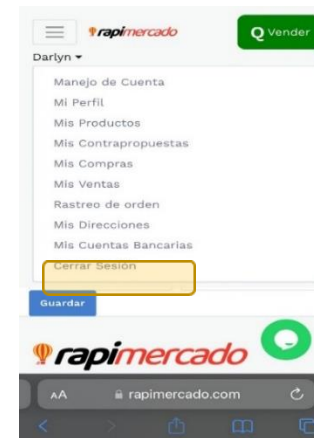 rapimercado
Q Vender
Darlyn
Manejo de Cuenta
Mi Perfil
Mis Productos
Mis Contrapropuestas
Mis Compras
Mis Ventas
Rastreo de orden
Mis Direcciones
Mis Cuentas Bancarias
Cerrar Sesión
Guardar
rapimercado
AA rapimercado.com